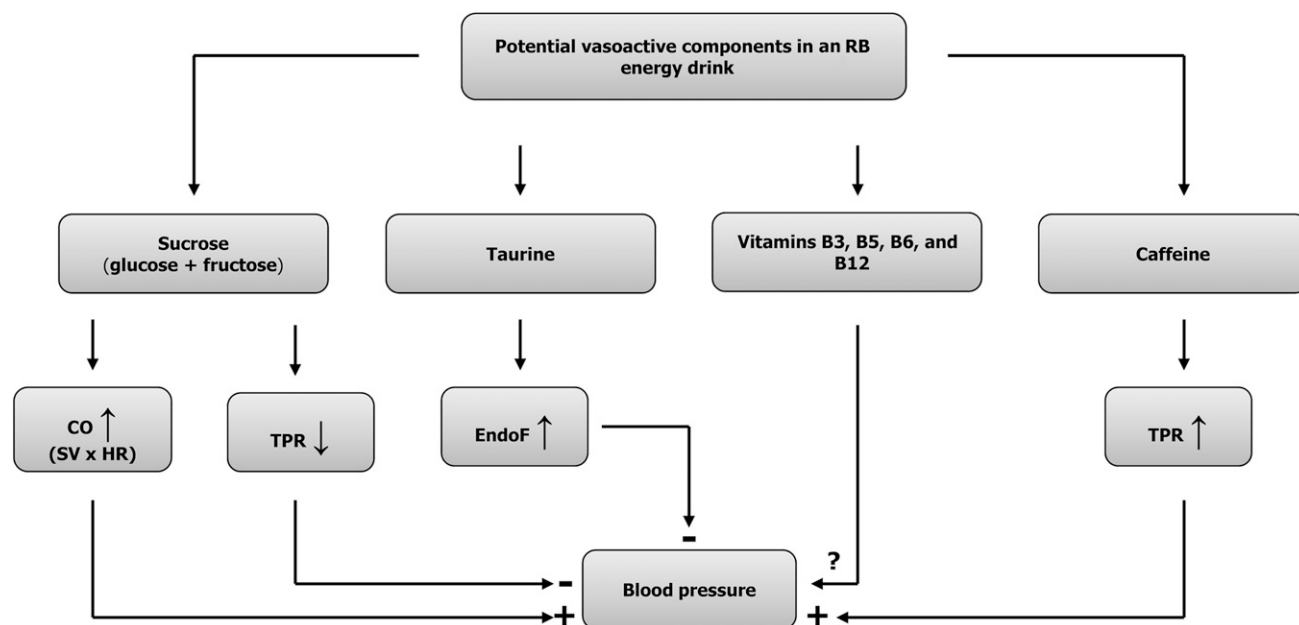 Potential vasoactive components in an RB
energy drink
Sucrose
(glucose + fructose)
Taurine
Vitamins B3, B5, B6, and
B12
Caffeine
CO ↑
(SV x HR)
TPR ↓
EndoF ↑
TPR ↑
-
?
-
Blood pressure
+
+